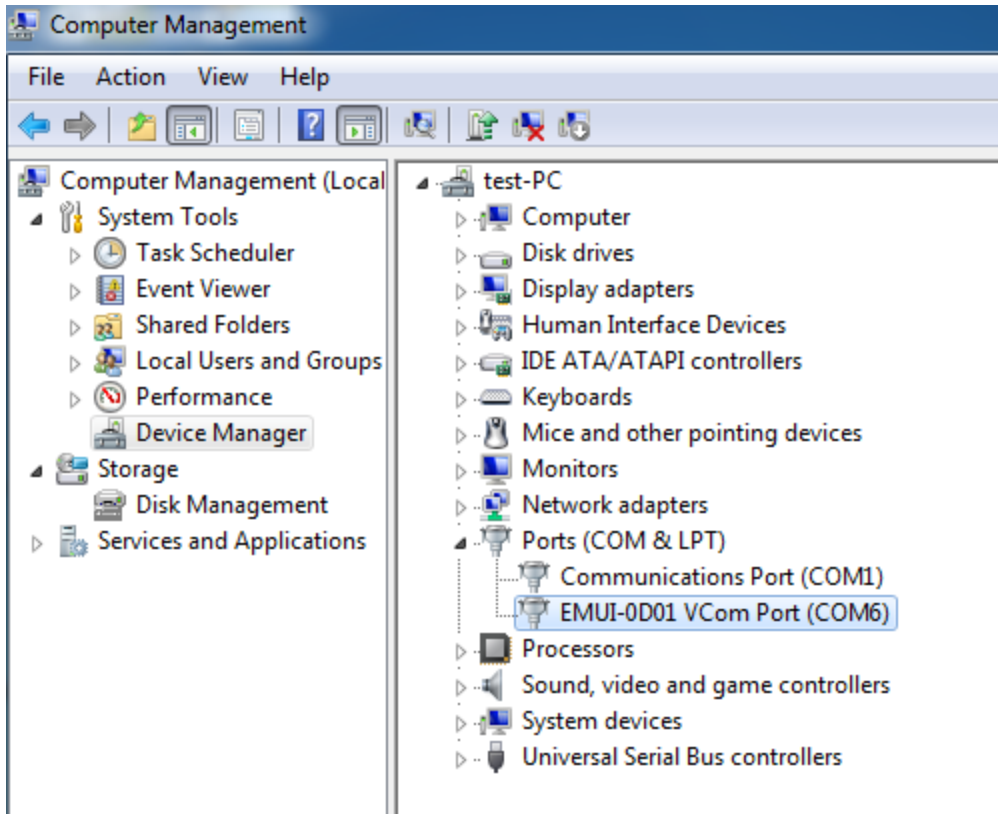 Computer Management
File Action View Help
Computer Management (Local
System Tools
Task Scheduler
Event Viewer
Shared Folders
Local Users and Groups
Performance
Device Manager
Storage
Disk Management
Services and Applications
test-PC
Computer
Disk drives
Display adapters
Human Interface Devices
IDE ATA/ATAPI controllers
Keyboards
Mice and other pointing devices
Monitors
Network adapters
Ports (COM & LPT)
Communications Port (COM1)
EMUI-0D01 VCom Port (COM6)
Processors
Sound, video and game controllers
System devices
Universal Serial Bus controllers